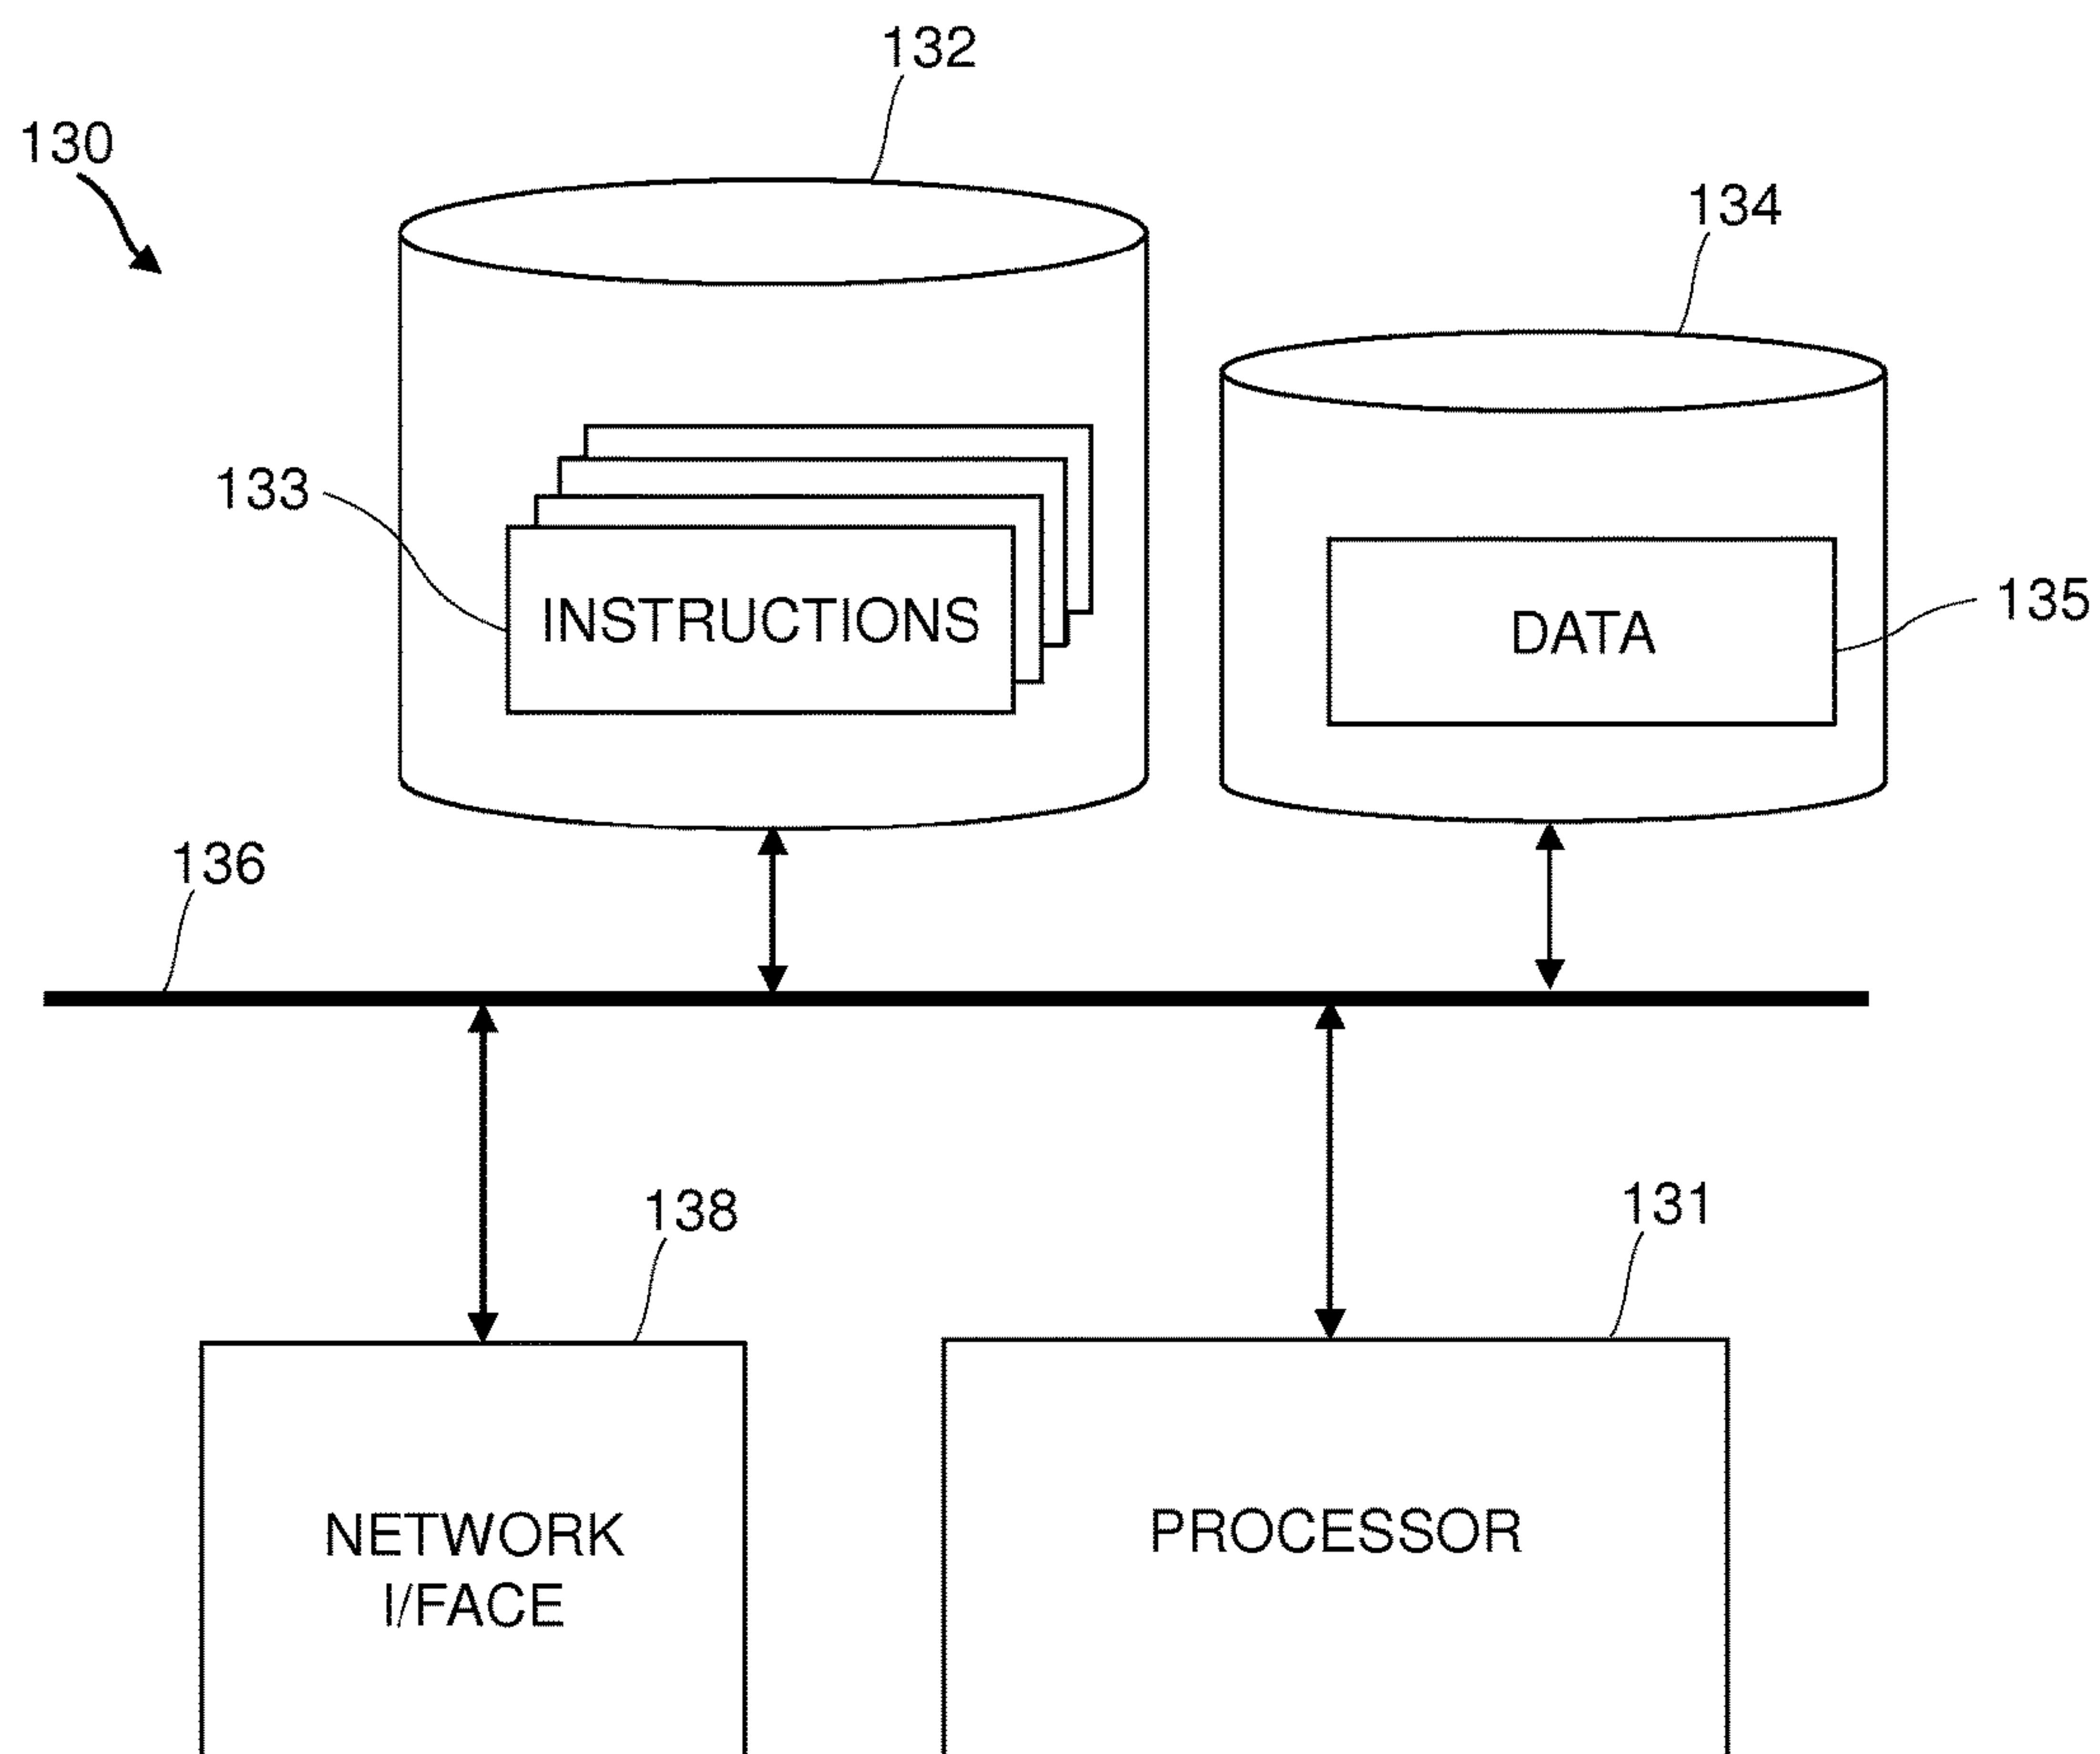 132
130
134
133
INSTRUCTIONS
DATA
135
136
138
131
NETWORK
I/FACE
PROCESSOR